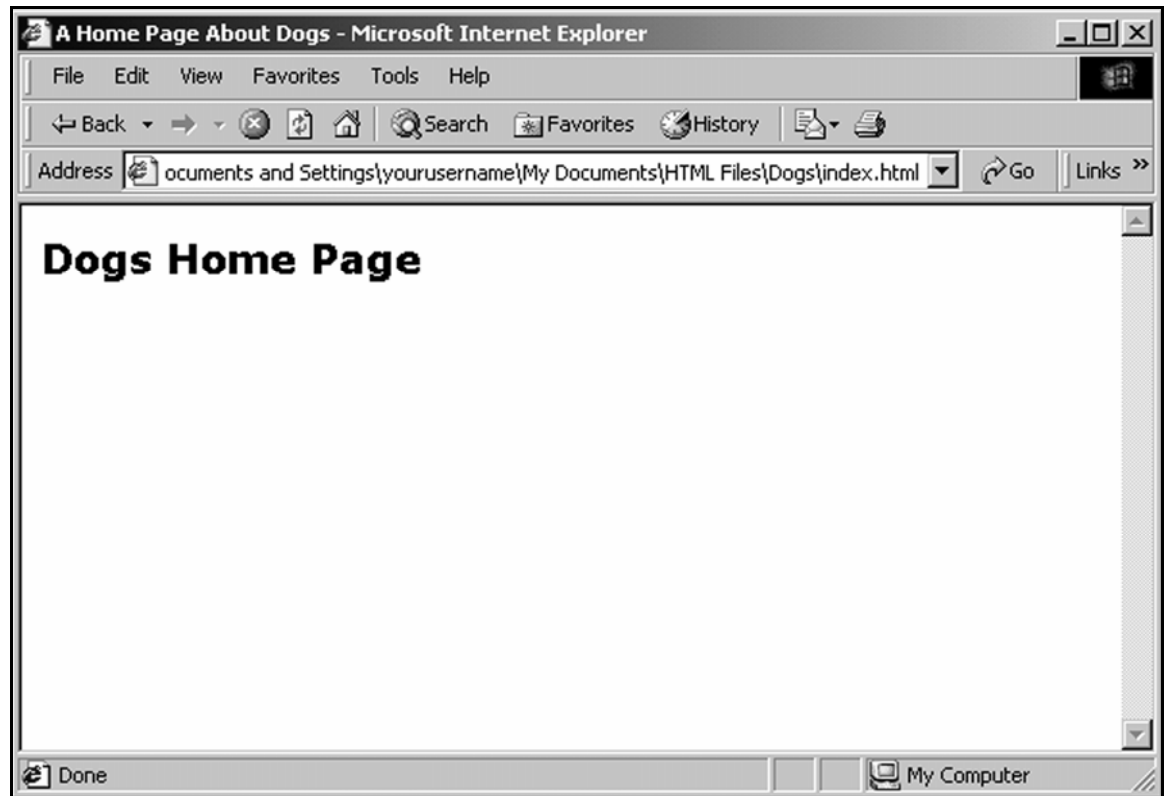 A Home Page About Dogs - Microsoft Internet Explorer
File Edit View Favorites Tools Help
Back Search Favorites History
Address ocuments and Settings\yourusername\My Documents\HTML Files\Dogs\index.html Go Links »
Dogs Home Page
Done My Computer